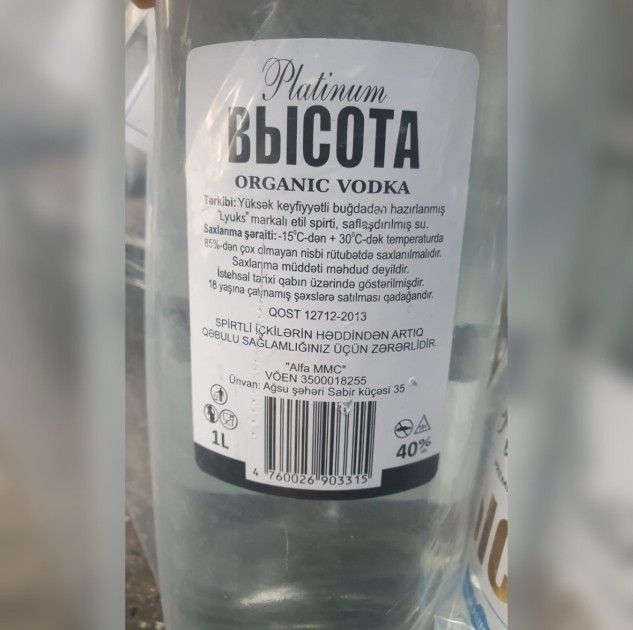 Platinum
ВЫСОТА
ORGANIC VODKA
Tərkibi: Yüksək keyfiyyətli buğdadan hazırlanmış
"Lyuks" markalı etil spirti, saflaşdırılmış su.
Saxlanma şəraiti: -15°C-dən + 30°C-dək temperaturda
85%-dən çox olmayan nisbi rütubətdə saxlanılmalıdır.
Saxlanma müddəti məhdud deyildir.
İstehsal tarixi qabın üzərində göstərilmişdir.
18 yaşına çatmamış şəxslərə satılması qadağandır.
QOST 12712-2013
SPİRTLİ İÇKİLƏRİN HƏDDİNDƏN ARTIQ
QƏBULU SAĞLAMLIĞINIZ ÜÇÜN ZƏRƏRLİDİR.
"Alfa MMC"
VÖEN 3500018255
Ünvan: Ağsu şəhəri Sabir küçəsi 35
1L
40%
4 760026 903315